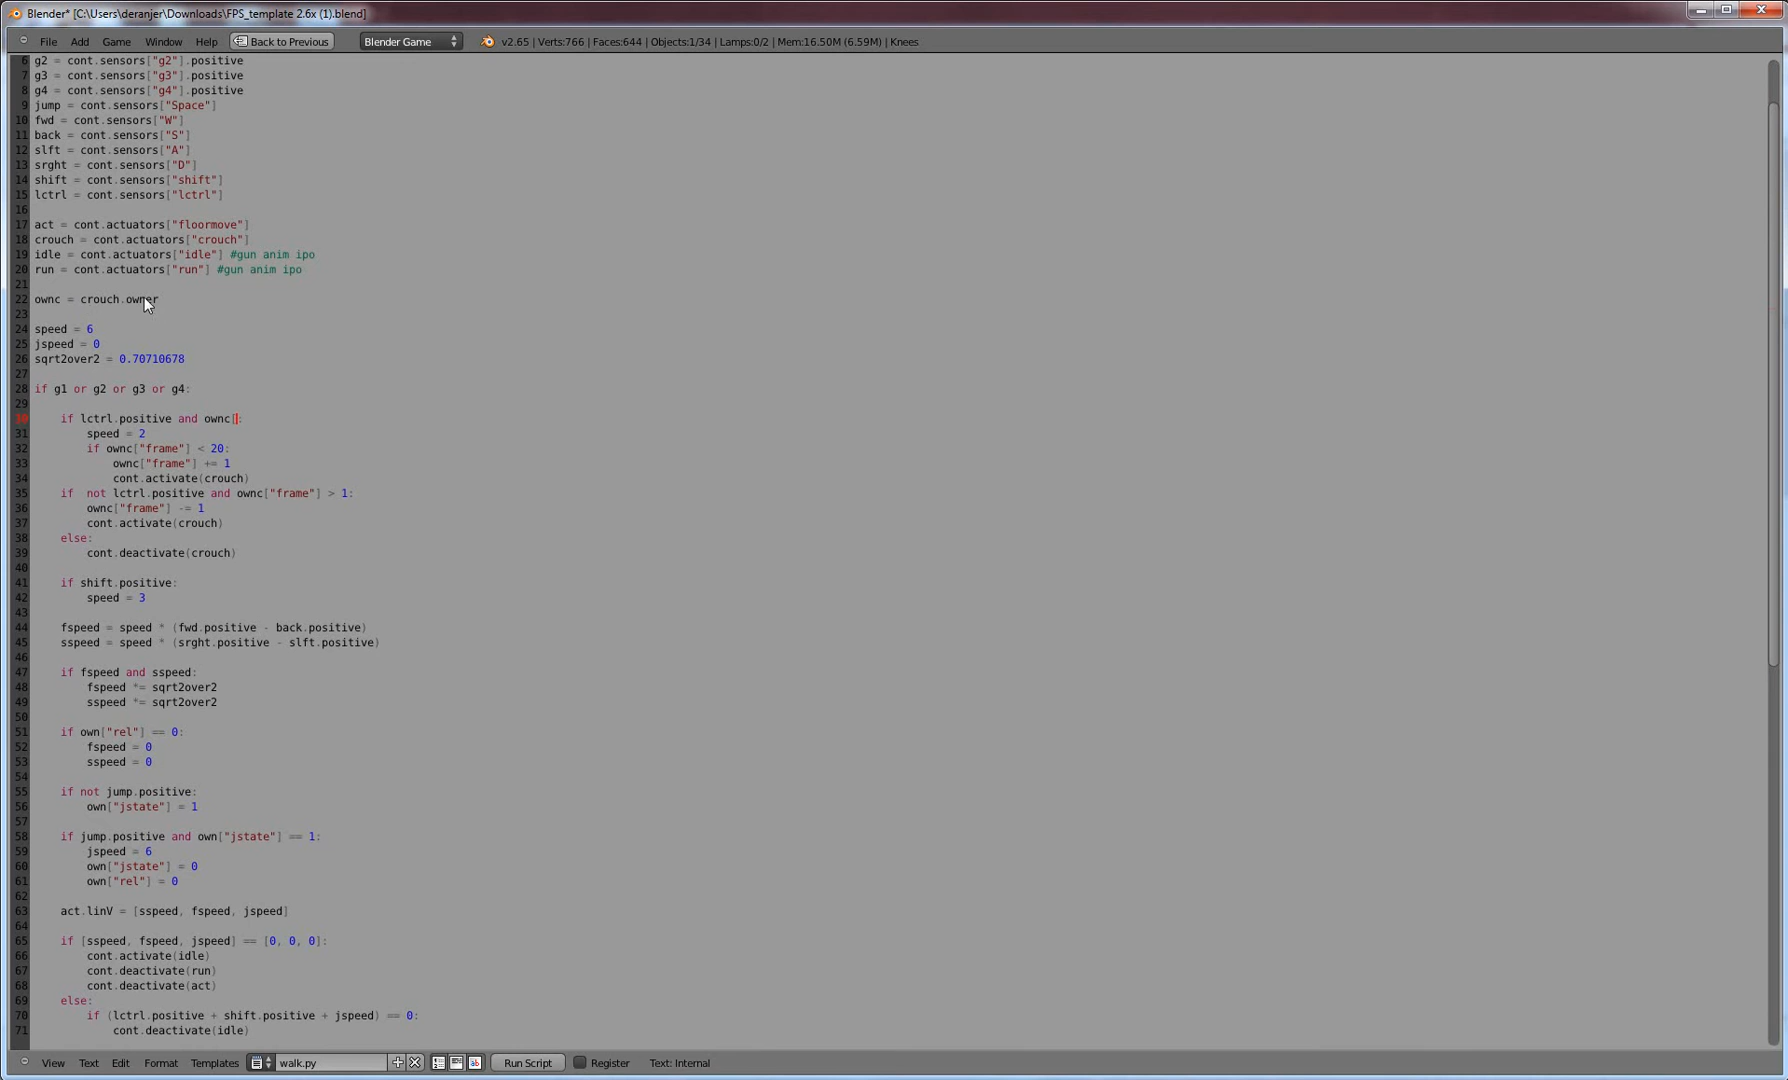 Blender* [C:\Users\deranjer\Downloads\FPS_template 2.6x (1).blend]
File Add Game Window Help Back to Previous Blender Game v2.65 | Verts:766 | Faces:644 | Objects:1/34 | Lamps:0/2 | Mem:16.50M (6.59M) | Knees
6 g2 = cont.sensors["g2"].positive
7 g3 = cont.sensors["g3"].positive
8 g4 = cont.sensors["g4"].positive
9 jump = cont.sensors["Space"]
10 fwd = cont.sensors["W"]
11 back = cont.sensors["S"]
12 slft = cont.sensors["A"]
13 srght = cont.sensors["D"]
14 shift = cont.sensors["shift"]
15 lctrl = cont.sensors["lctrl"]
16
17 act = cont.actuators["floormove"]
18 crouch = cont.actuators["crouch"]
19 idle = cont.actuators["idle"] #gun anim ipo
20 run = cont.actuators["run"] #gun anim ipo
21
22 ownc = crouch.owner
23
24 speed = 6
25 jspeed = 0
26 sqrt2over2 = 0.70710678
27
28 if g1 or g2 or g3 or g4:
29
30     if lctrl.positive and ownc[:
31         speed = 2
32         if ownc["frame"] < 20:
33             ownc["frame"] += 1
34             cont.activate(crouch)
35     if  not lctrl.positive and ownc["frame"] > 1:
36         ownc["frame"] -= 1
37         cont.activate(crouch)
38     else:
39         cont.deactivate(crouch)
40
41     if shift.positive:
42         speed = 3
43
44     fspeed = speed * (fwd.positive - back.positive)
45     sspeed = speed * (srght.positive - slft.positive)
46
47     if fspeed and sspeed:
48         fspeed *= sqrt2over2
49         sspeed *= sqrt2over2
50
51     if own["rel"] == 0:
52         fspeed = 0
53         sspeed = 0
54
55     if not jump.positive:
56         own["jstate"] = 1
57
58     if jump.positive and own["jstate"] == 1:
59         jspeed = 6
60         own["jstate"] = 0
61         own["rel"] = 0
62
63     act.linV = [sspeed, fspeed, jspeed]
64
65     if [sspeed, fspeed, jspeed] == [0, 0, 0]:
66         cont.activate(idle)
67         cont.deactivate(run)
68         cont.deactivate(act)
69     else:
70         if (lctrl.positive + shift.positive + jspeed) == 0:
71             cont.deactivate(idle)
View Text Edit Format Templates walk.py Run Script Register Text: Internal